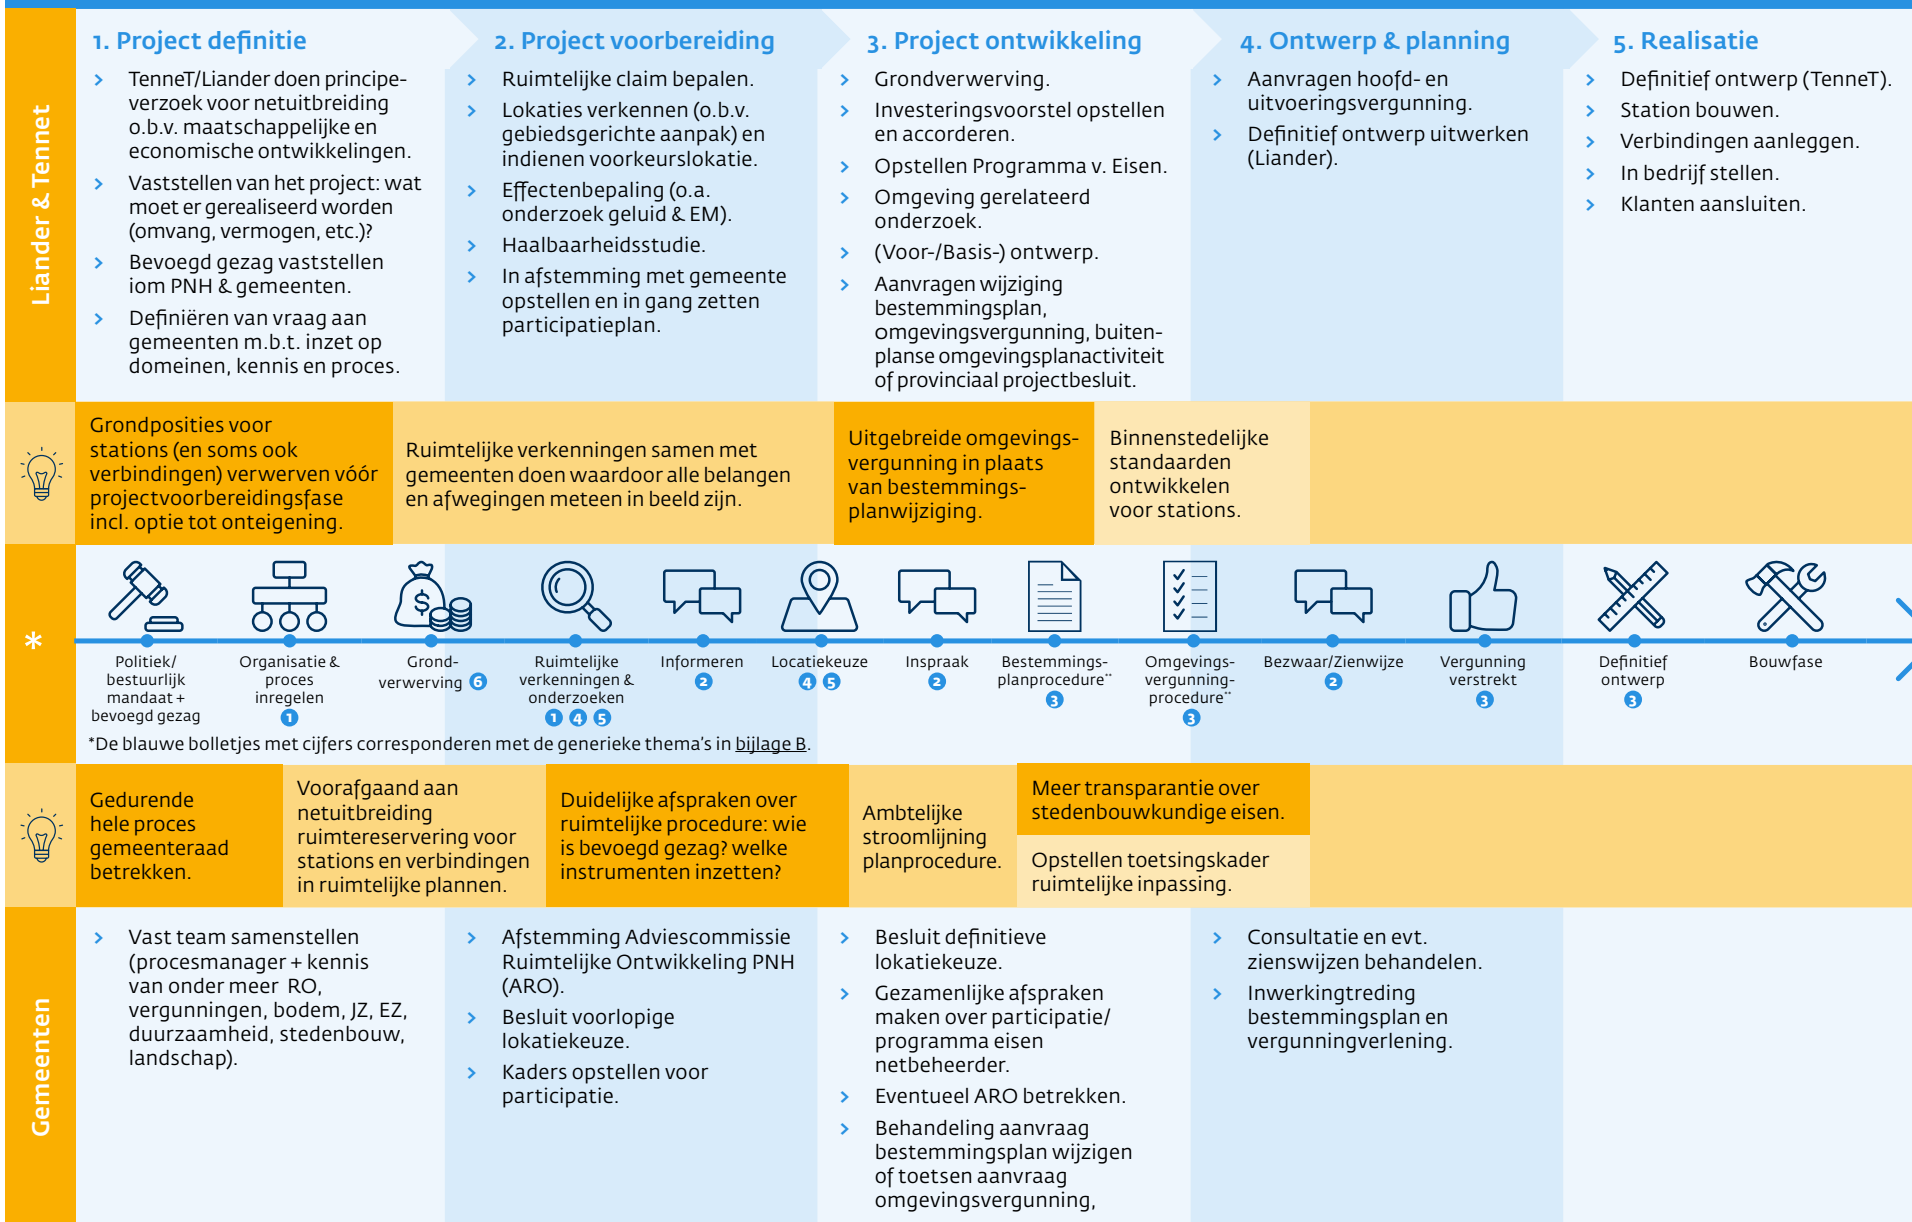 1. Project definitie
> TenneT/Liander doen principe-
verzoek voor netuitbreiding
o.b.v. maatschappelijke en
economische ontwikkelingen.
> Vaststellen van het project: wat
moet er gerealiseerd worden
(omvang, vermogen, etc.)?
> Bevoegd gezag vaststellen
iom PNH & gemeenten.
> Definiëren van vraag aan
gemeenten m.b.t. inzet op
domeinen, kennis en proces.
2. Project voorbereiding
> Ruimtelijke claim bepalen.
> Lokaties verkennen (o.b.v.
gebiedsgerichte aanpak) en
indienen voorkeurslokatie.
> Effectenbepaling (o.a.
onderzoek geluid & EM).
> Haalbaarheidsstudie.
> In afstemming met gemeente
opstellen en in gang zetten
participatieplan.
3. Project ontwikkeling
> Grondverwerving.
> Investeringsvoorstel opstellen
en accorderen.
> Opstellen Programma v. Eisen.
> Omgeving gerelateerd
onderzoek.
> (Voor-/Basis-) ontwerp.
> Aanvragen wijziging
bestemmingsplan,
omgevingsvergunning, buiten-
planse omgevingsplanactiviteit
of provinciaal projectbesluit.
4. Ontwerp & planning
> Aanvragen hoofd- en
uitvoeringsvergunning.
> Definitief ontwerp uitwerken
(Liander).
5. Realisatie
> Definitief ontwerp (TenneT).
> Station bouwen.
> Verbindingen aanleggen.
> In bedrijf stellen.
> Klanten aansluiten.
Liander & Tennet
Grondposities voor
stations (en soms ook
verbindingen) verwerven vóór
projectvoorbereidingsfase
incl. optie tot onteigening.
Ruimtelijke verkenningen samen met
gemeenten doen waardoor alle belangen
en afwegingen meteen in beeld zijn.
Uitgebreide omgevings-
vergunning in plaats
van bestemmings-
planwijziging.
Binnenstedelijke
standaarden
ontwikkelen
voor stations.
*
$
Politiek/
bestuurlijk
mandaat +
bevoegd gezag
Organisatie &
proces
inregelen
1
Grond-
verwerving 6
Ruimtelijke
verkenningen &
onderzoeken
1 4 5
Informeren
2
Locatiekeuze
4 5
Inspraak
2
Bestemmings-
planprocedure**
3
Omgevings-
vergunning-
procedure**
3
Bezwaar/Zienwijze
2
Vergunning
verstrekt
3
Definitief
ontwerp
3
Bouwfase
*De blauwe bolletjes met cijfers corresponderen met de generieke thema's in bijlage B.
Gedurende
hele proces
gemeenteraad
betrekken.
Voorafgaand aan
netuitbreiding
ruimtereservering voor
stations en verbindingen
in ruimtelijke plannen.
Duidelijke afspraken over
ruimtelijke procedure: wie
is bevoegd gezag? welke
instrumenten inzetten?
Ambtelijke
stroomlijning
planprocedure.
Meer transparantie over
stedenbouwkundige eisen.
Opstellen toetsingskader
ruimtelijke inpassing.
Gemeenten
> Vast team samenstellen
(procesmanager + kennis
van onder meer RO,
vergunningen, bodem, JZ, EZ,
duurzaamheid, stedenbouw,
landschap).
> Afstemming Adviescommissie
Ruimtelijke Ontwikkeling PNH
(ARO).
> Besluit voorlopige
lokatiekeuze.
> Kaders opstellen voor
participatie.
> Besluit definitieve
lokatiekeuze.
> Gezamenlijke afspraken
maken over participatie/
programma eisen
netbeheerder.
> Eventueel ARO betrekken.
> Behandeling aanvraag
bestemmingsplan wijzigen
of toetsen aanvraag
omgevingsvergunning,
> Consultatie en evt.
zienswijzen behandelen.
> Inwerkingtreding
bestemmingsplan en
vergunningverlening.